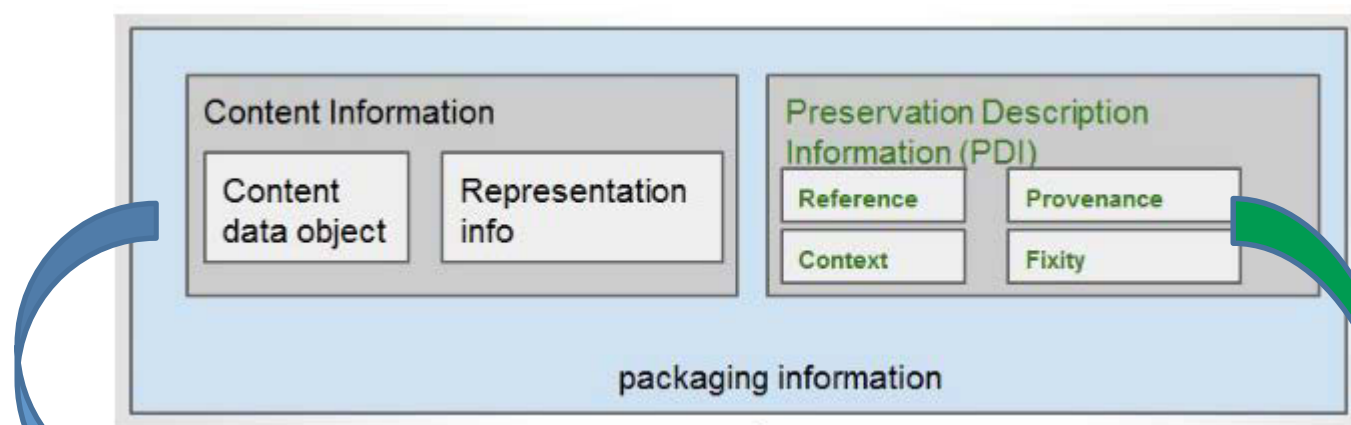 Content Information
Content
data object
Representation
info
Preservation Description
Information (PDI)
Reference
Provenance
Context
Fixity
packaging information